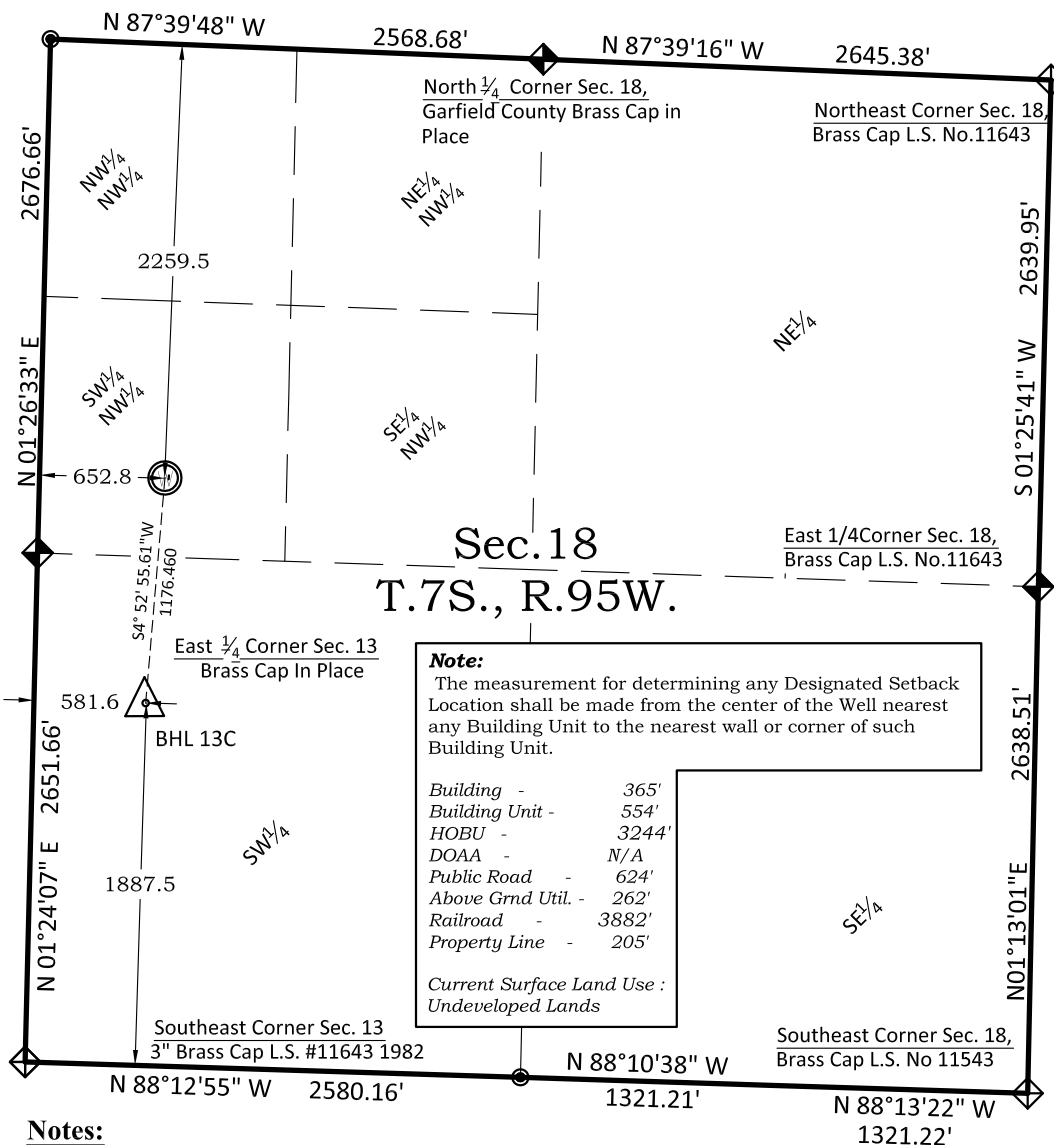 N 87°39'48" W
2568.68'
N 87°39'16" W
2645.38'
North 1/4 Corner Sec. 18,
Garfield County Brass Cap in
Place
Northeast Corner Sec. 18,
Brass Cap L.S. No.11643
2676.66'
NW1/4
NW1/4
NE1/4
NW1/4
2639.95'
2259.5
NE1/4
N 01°26'33" E
SW1/4
NW1/4
SE1/4
NW1/4
S 01°25'41" W
652.8
Sec.18
T.7S., R.95W.
East 1/4Corner Sec. 18,
Brass Cap L.S. No.11643
S4° 52' 55.61"W
1176.460
East 1/4 Corner Sec. 13
Brass Cap In Place
581.6
BHL 13C
2651.66'
N 01°24'07" E
SW1/4
1887.5
Note:
The measurement for determining any Designated Setback
Location shall be made from the center of the Well nearest
any Building Unit to the nearest wall or corner of such
Building Unit.
Building - 365'
Building Unit - 554'
HOBU - 3244'
DOAA - N/A
Public Road - 624'
Above Grnd Util. - 262'
Railroad - 3882'
Property Line - 205'
Current Surface Land Use :
Undeveloped Lands
2638.51'
SE1/4
N01°13'01"E
Southeast Corner Sec. 13
3" Brass Cap L.S. #11643 1982
Southeast Corner Sec. 18,
Brass Cap L.S. No 11543
N 88°12'55" W
2580.16'
N 88°10'38" W
1321.21'
N 88°13'22" W
1321.22'
Notes: